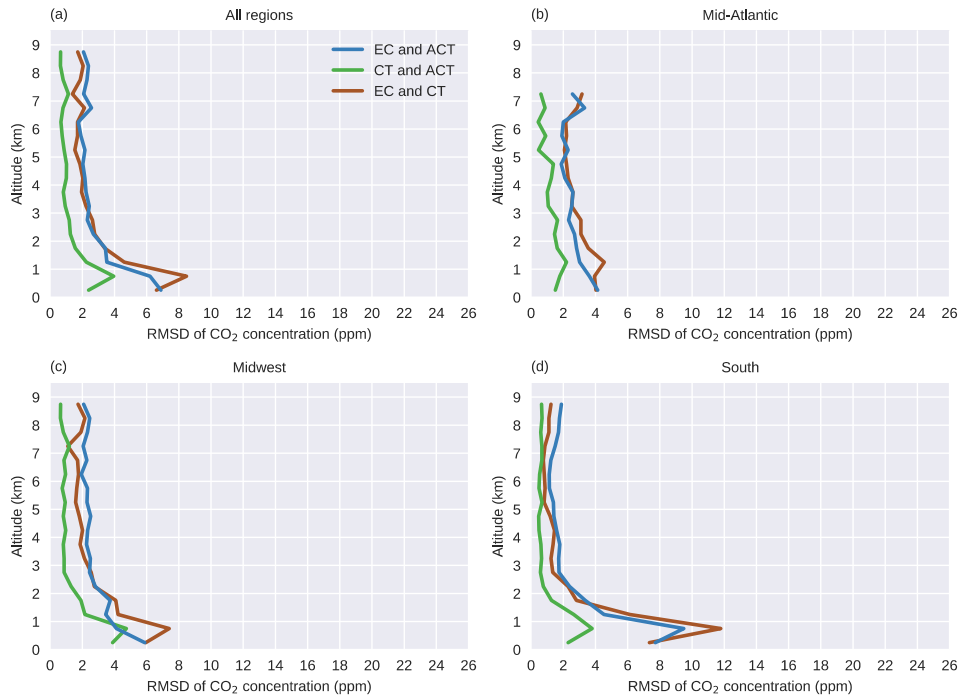 (a)
All regions
9
8
7
6
5
4
3
2
1
0
Altitude (km)
EC and ACT
CT and ACT
EC and CT
0 2 4 6 8 10 12 14 16 18 20 22 24 26
RMSD of CO₂ concentration (ppm)
(b)
Mid-Atlantic
9
8
7
6
5
4
3
2
1
0
Altitude (km)
0 2 4 6 8 10 12 14 16 18 20 22 24 26
RMSD of CO₂ concentration (ppm)
(c)
Midwest
9
8
7
6
5
4
3
2
1
0
Altitude (km)
0 2 4 6 8 10 12 14 16 18 20 22 24 26
RMSD of CO₂ concentration (ppm)
(d)
South
9
8
7
6
5
4
3
2
1
0
Altitude (km)
0 2 4 6 8 10 12 14 16 18 20 22 24 26
RMSD of CO₂ concentration (ppm)